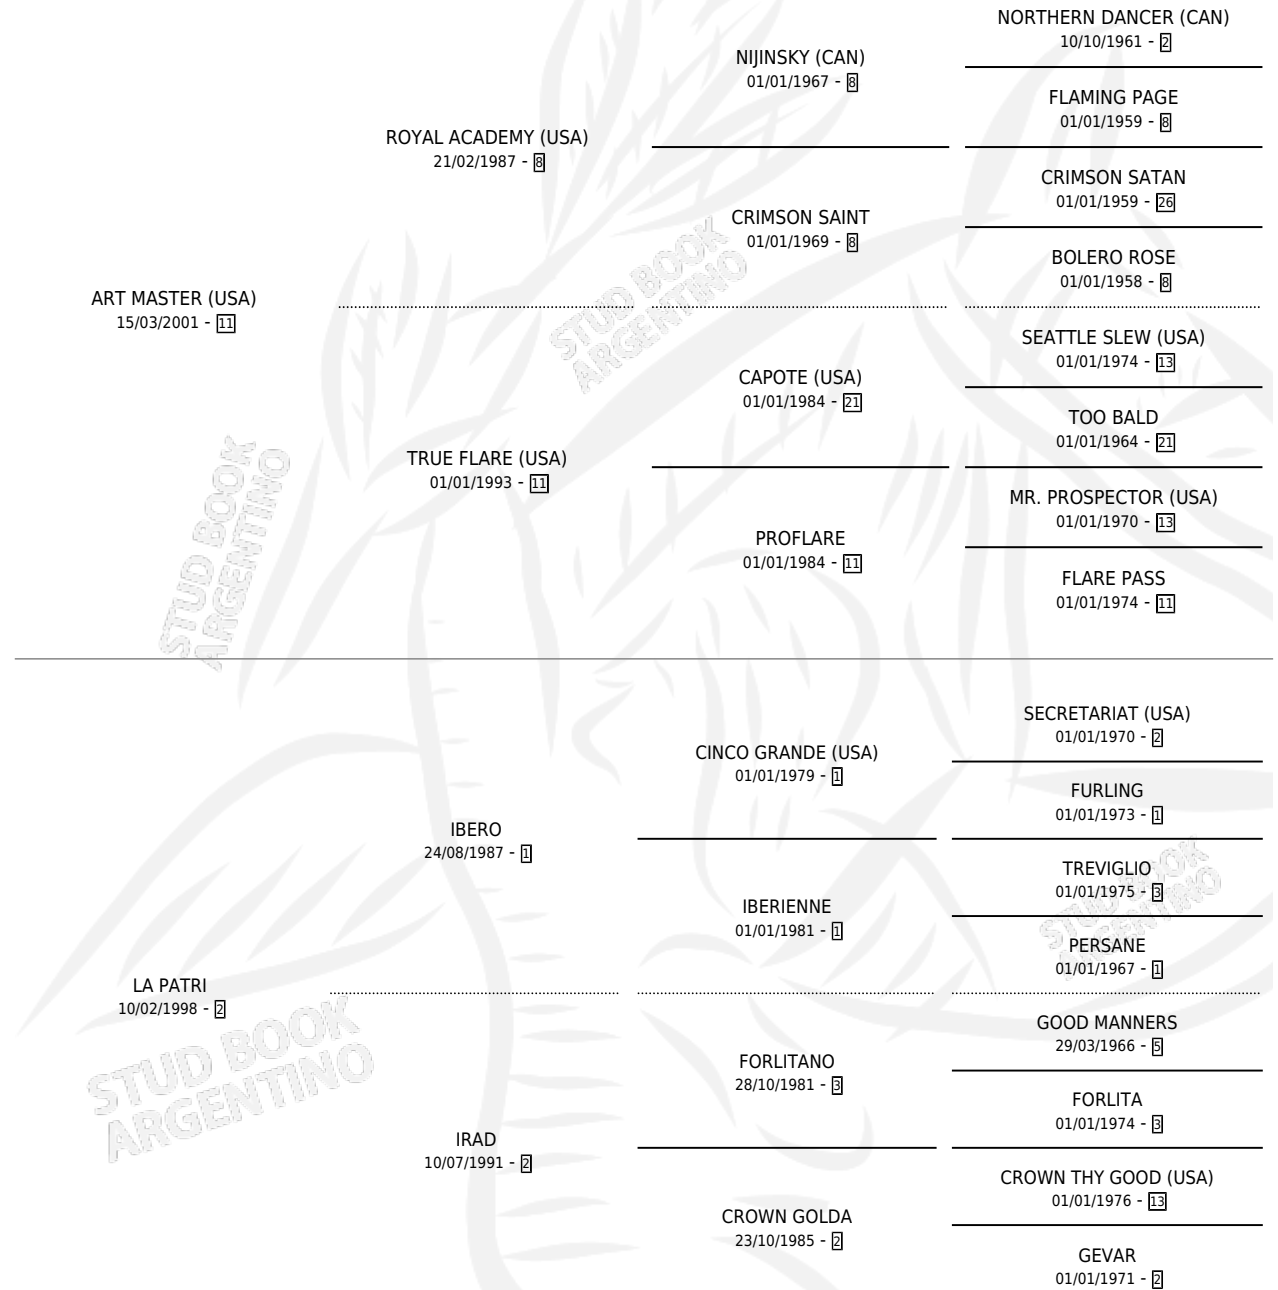 NORTHERN DANCER (CAN)
10/10/1961 - 2
NIJINSKY (CAN)
01/01/1967 - 8
FLAMING PAGE
01/01/1959 - 8
ROYAL ACADEMY (USA)
21/02/1987 - 8
CRIMSON SATAN
01/01/1959 - 26
CRIMSON SAINT
01/01/1969 - 8
BOLERO ROSE
01/01/1958 - 8
ART MASTER (USA)
15/03/2001 - 11
STUD BOOK
ARGENTINO
SEATTLE SLEW (USA)
01/01/1974 - 13
CAPOTE (USA)
01/01/1984 - 21
TOO BALD
01/01/1964 - 21
TRUE FLARE (USA)
01/01/1993 - 11
MR. PROSPECTOR (USA)
01/01/1970 - 13
PROFLARE
01/01/1984 - 11
FLARE PASS
01/01/1974 - 11
STUD BOOK
ARGENTINO
SECRETARIAT (USA)
01/01/1970 - 2
CINCO GRANDE (USA)
01/01/1979 - 1
FURLING
01/01/1973 - 1
IBERO
24/08/1987 - 1
TREVIGLIO
01/01/1975 - 3
IBERIENNE
01/01/1981 - 1
PERSANE
01/01/1967 - 1
STUD BOOK
ARGENTINO
LA PATRI
10/02/1998 - 2
GOOD MANNERS
29/03/1966 - 5
FORLITANO
28/10/1981 - 3
FORLITA
01/01/1974 - 3
STUD BOOK
ARGENTINO
IRAD
10/07/1991 - 2
CROWN THY GOOD (USA)
01/01/1976 - 13
CROWN GOLDA
23/10/1985 - 2
GEVAR
01/01/1971 - 2